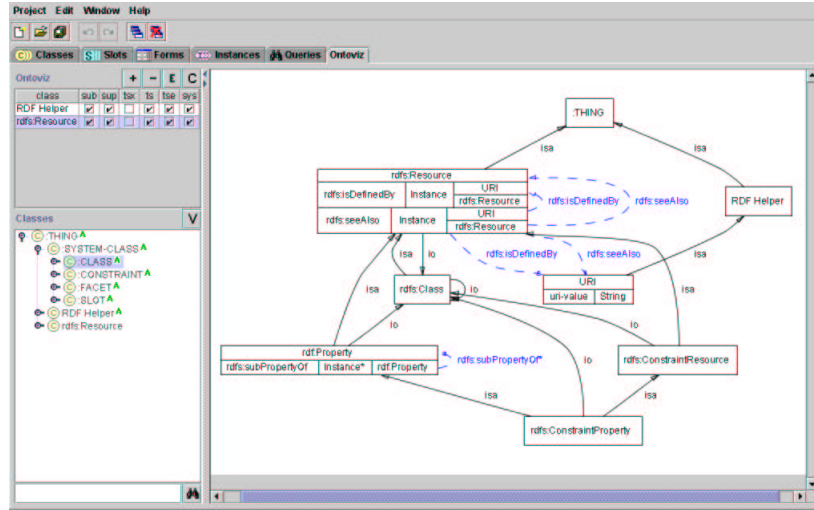 Project Edit Window Help
Classes Slots Forms Instances Queries Ontoviz
Ontoviz + - E C
class sub sup tsx ts tse sys
RDF Helper
rdfs:Resource
Classes V
:THING A
:SYSTEM-CLASS A
:CLASS A
:CONSTRAINT A
:FACET A
:SLOT A
RDF Helper A
rdfs:Resource
:THING
isa isa
rdfs:Resource
rdfs:isDefinedBy Instance URI
rdfs:Resource
rdfs:seeAlso Instance URI
rdfs:Resource
rdfs:isDefinedBy rdfs:seeAlso
RDF Helper
isa io rdfs:isDefinedBy rdfs:seeAlso isa
rdfs:Class io
URI
uri-value String
isa io io isa
rdf:Property
rdfs:subPropertyOf Instance* rdf:Property
rdfs:subPropertyOf*
io
rdfs:ConstraintResource
isa isa
rdfs:ConstraintProperty